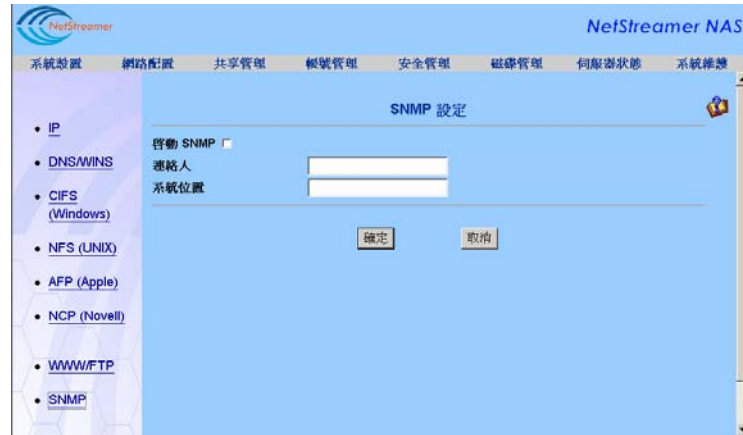 NetStreamer
NetStreamer NAS
系統設置 網路配置 共享管理 帳號管理 安全管理 磁碟管理 伺服器狀態 系統維護
SNMP 設定
IP
DNS/WINS
CIFS
(Windows)
NFS (UNIX)
AFP (Apple)
NCP (Novell)
WWW/FTP
SNMP
啓動 SNMP
連絡人
系統位置
確定 取消